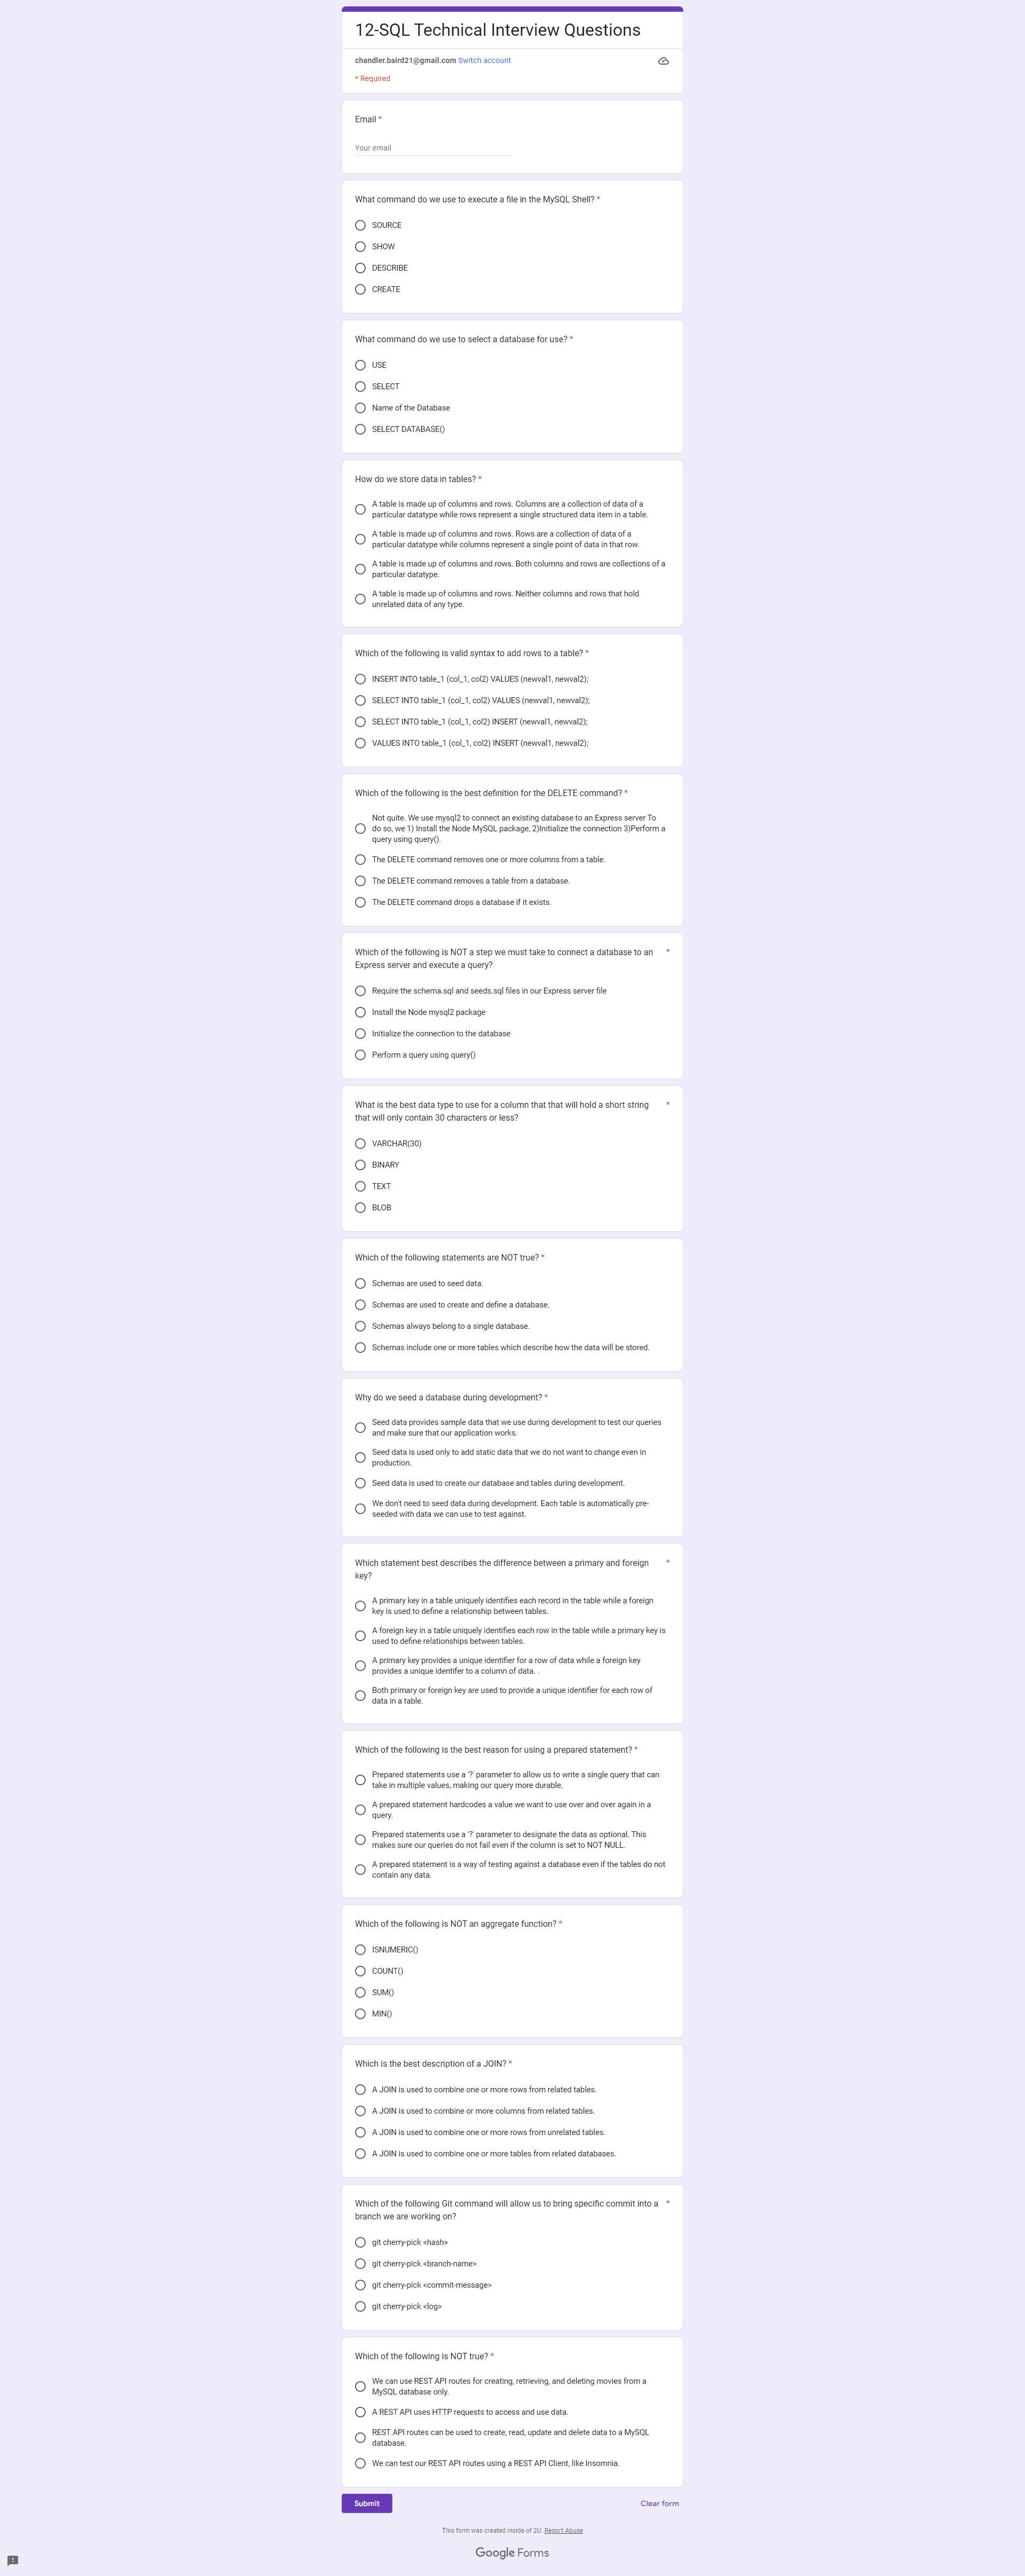 12-SQL Technical Interview Questions
chandler.baird21@gmail.com Switch account
* Required
Email *
Your email
What command do we use to execute a file in the MySQL Shell? *
SOURCE
SHOW
DESCRIBE
CREATE
What command do we use to select a database for use? *
USE
SELECT
Name of the Database
SELECT DATABASE()
How do we store data in tables? *
A table is made up of columns and rows. Columns are a collection of data of a
particular datatype while rows represent a single structured data item in a table.
A table is made up of columns and rows. Rows are a collection of data of a
particular datatype while columns represent a single point of data in that row.
A table is made up of columns and rows. Both columns and rows are collections of a
particular datatype.
A table is made up of columns and rows. Neither columns and rows that hold
unrelated data of any type.
Which of the following is valid syntax to add rows to a table? *
INSERT INTO table_1 (col_1, col2) VALUES (newval1, newval2);
SELECT INTO table_1 (col_1, col2) VALUES (newval1, newval2);
SELECT INTO table_1 (col_1, col2) INSERT (newval1, newval2);
VALUES INTO table_1 (col_1, col2) INSERT (newval1, newval2);
Which of the following is the best definition for the DELETE command? *
Not quite. We use mysql2 to connect an existing database to an Express server To
do so, we 1) Install the Node MySQL package, 2)Initialize the connection 3)Perform a
query using query().
The DELETE command removes one or more columns from a table.
The DELETE command removes a table from a database.
The DELETE command drops a database if it exists.
Which of the following is NOT a step we must take to connect a database to an *
Express server and execute a query?
Require the schema.sql and seeds.sql files in our Express server file
Install the Node mysql2 package
Initialize the connection to the database
Perform a query using query()
What is the best data type to use for a column that that will hold a short string *
that will only contain 30 characters or less?
VARCHAR(30)
BINARY
TEXT
BLOB
Which of the following statements are NOT true? *
Schemas are used to seed data.
Schemas are used to create and define a database.
Schemas always belong to a single database.
Schemas include one or more tables which describe how the data will be stored.
Why do we seed a database during development? *
Seed data provides sample data that we use during development to test our queries
and make sure that our application works.
Seed data is used only to add static data that we do not want to change even in
production.
Seed data is used to create our database and tables during development.
We don't need to seed data during development. Each table is automatically pre-
seeded with data we can use to test against.
Which statement best describes the difference between a primary and foreign *
key?
A primary key in a table uniquely identifies each record in the table while a foreign
key is used to define a relationship between tables.
A foreign key in a table uniquely identifies each row in the table while a primary key is
used to define relationships between tables.
A primary key provides a unique identifier for a row of data while a foreign key
provides a unique identifer to a column of data. .
Both primary or foreign key are used to provide a unique identifier for each row of
data in a table.
Which of the following is the best reason for using a prepared statement? *
Prepared statements use a '?' parameter to allow us to write a single query that can
take in multiple values, making our query more durable.
A prepared statement hardcodes a value we want to use over and over again in a
query.
Prepared statements use a '?' parameter to designate the data as optional. This
makes sure our queries do not fail even if the column is set to NOT NULL.
A prepared statement is a way of testing against a database even if the tables do not
contain any data.
Which of the following is NOT an aggregate function? *
ISNUMERIC()
COUNT()
SUM()
MIN()
Which is the best description of a JOIN? *
A JOIN is used to combine one or more rows from related tables.
A JOIN is used to combine or more columns from related tables.
A JOIN is used to combine one or more rows from unrelated tables.
A JOIN is used to combine one or more tables from related databases.
Which of the following Git command will allow us to bring specific commit into a *
branch we are working on?
git cherry-pick <hash>
git cherry-pick <branch-name>
git cherry-pick <commit-message>
git cherry-pick <log>
Which of the following is NOT true? *
We can use REST API routes for creating, retrieving, and deleting movies from a
MySQL database only.
A REST API uses HTTP requests to access and use data.
REST API routes can be used to create, read, update and delete data to a MySQL
database.
We can test our REST API routes using a REST API Client, like Insomnia.
Submit
Clear form
This form was created inside of 2U. Report Abuse
Google Forms